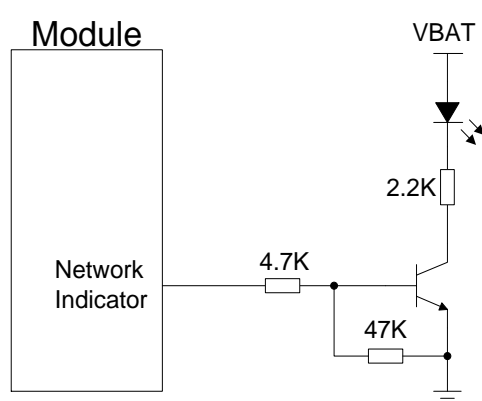 Module
VBAT
2.2K
4.7K
Network
Indicator
47K